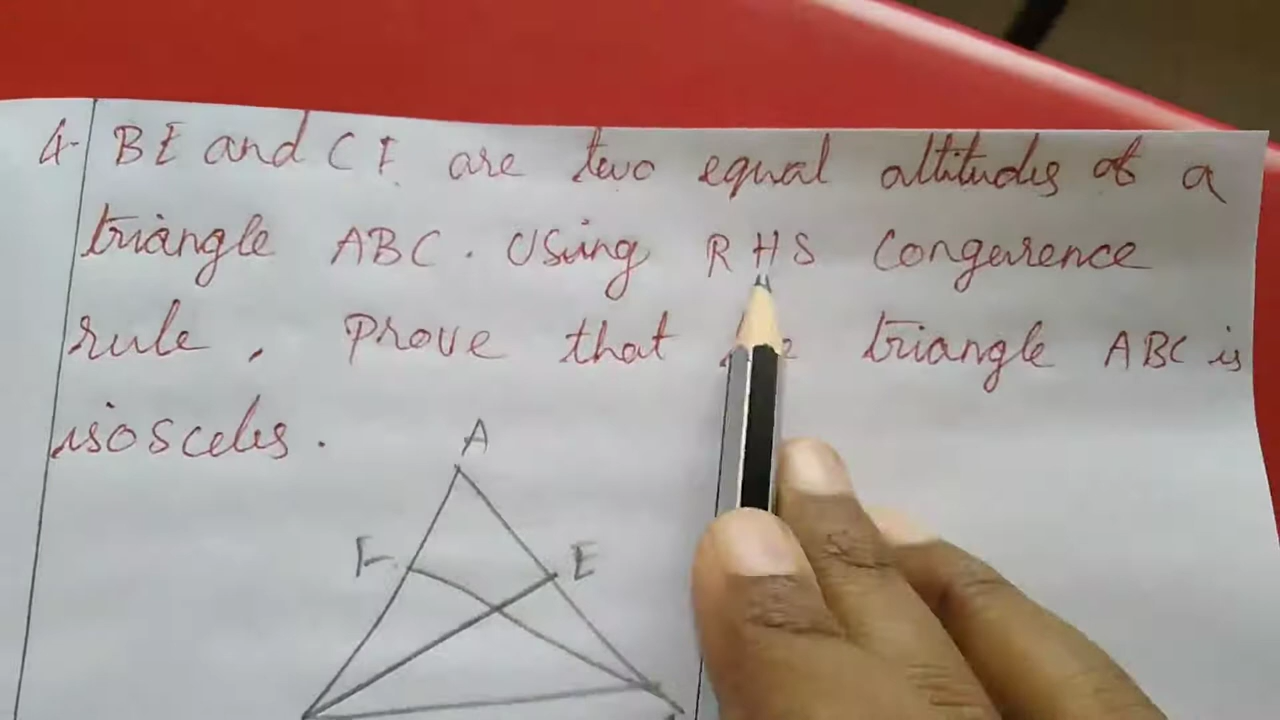 4. BE and CF are two equal altitudes of a
triangle ABC. Using RHS Congurence
rule, Prove that triangle ABC is
isosceles.
A
F
E